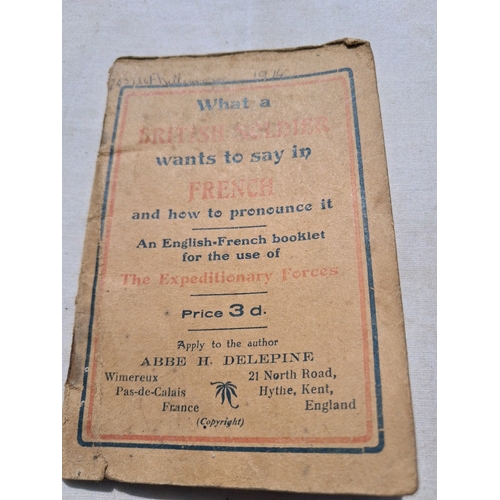 1914
What a
BRITISH SOLDIER
wants to say in
FRENCH
and how to pronounce it
An English-French booklet
for the use of
The Expeditionary Forces
Price 3d.
Apply to the author
ABBE H. DELEPINE
Wimereux
Pas-de-Calais
France
21 North Road,
Hythe, Kent,
England
(Copyright)